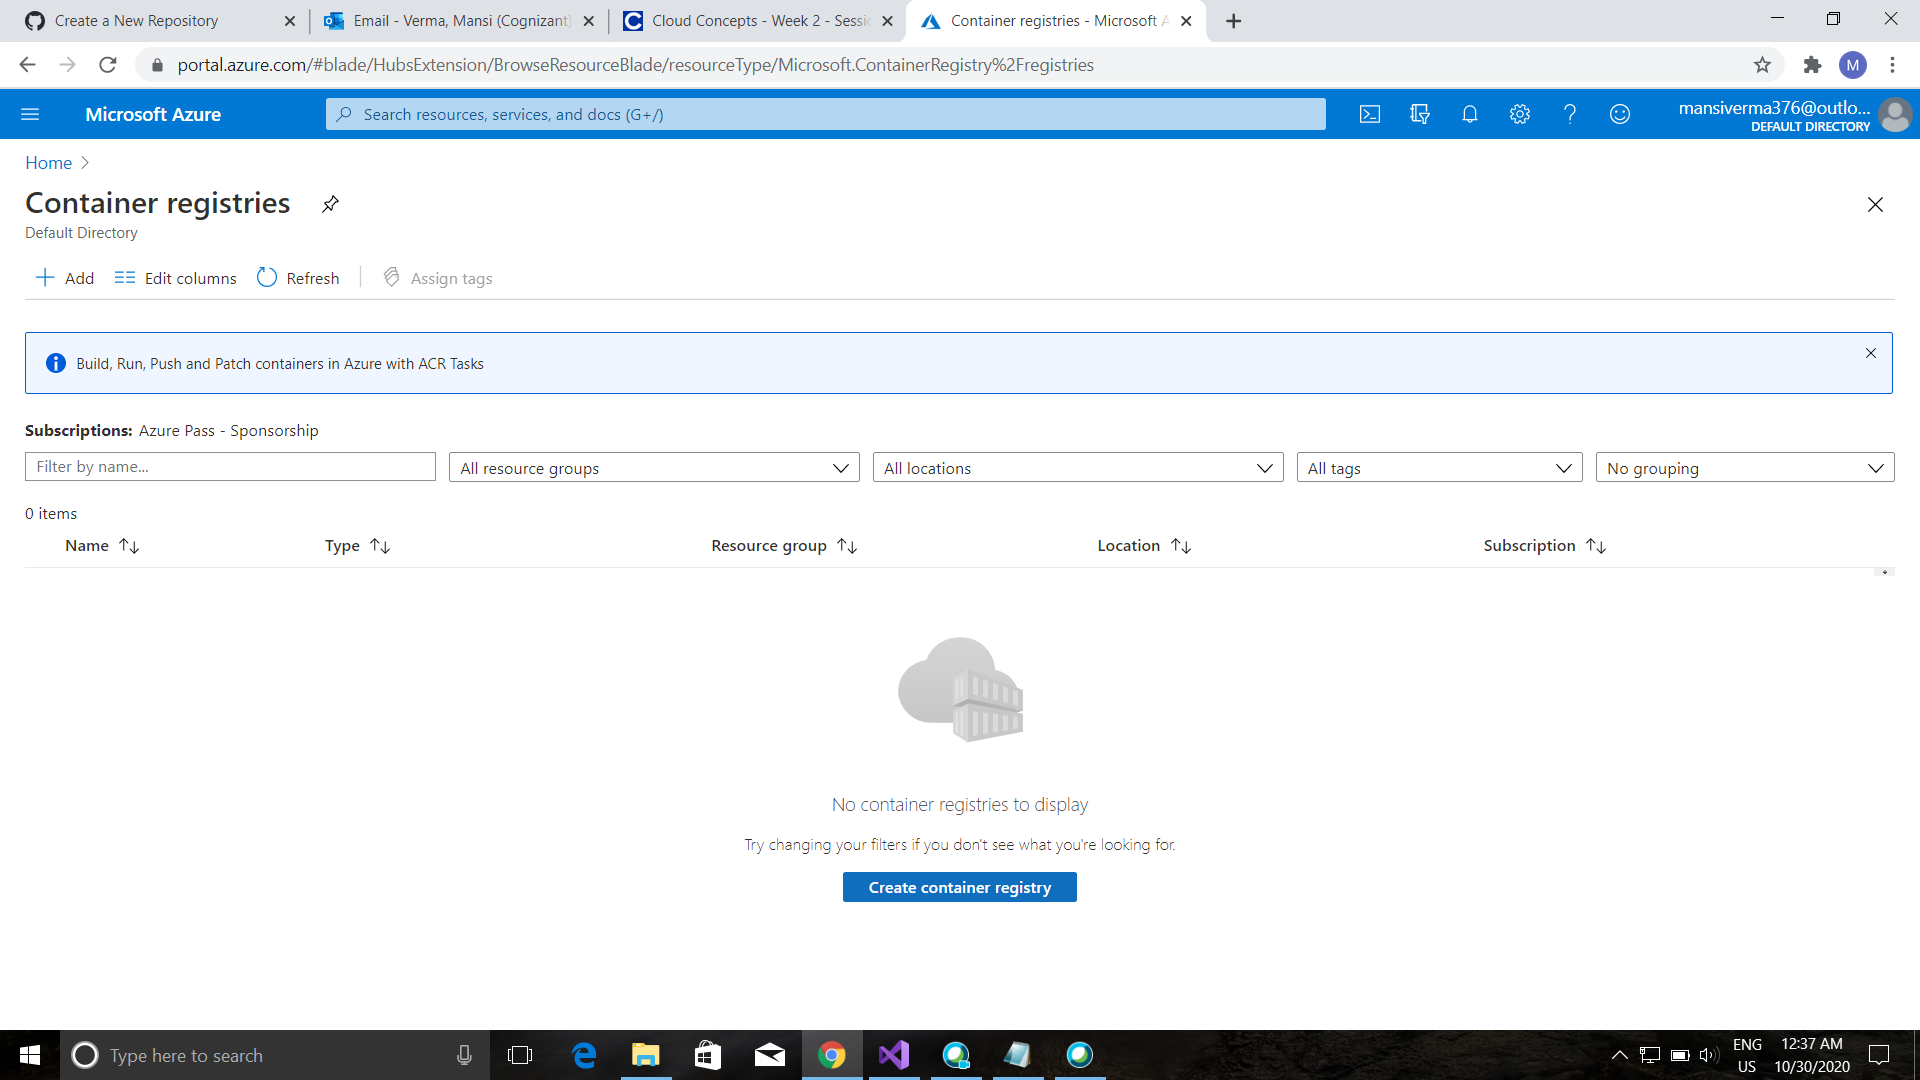 Create a New Repository
Email - Verma, Mansi (Cognizant)
Cloud Concepts - Week 2 - Sessi
Container registries - Microsoft A
portal.azure.com/#blade/HubsExtension/BrowseResourceBlade/resourceType/Microsoft.ContainerRegistry%2Fregistries
M
Microsoft Azure
Search resources, services, and docs (G+/)
mansiverma376@outlo...
DEFAULT DIRECTORY
Home
Container registries
Default Directory
Add
Edit columns
Refresh
Assign tags
Build, Run, Push and Patch containers in Azure with ACR Tasks
Subscriptions: Azure Pass - Sponsorship
Filter by name...
All resource groups
All locations
All tags
No grouping
0 items
Name
Type
Resource group
Location
Subscription
No container registries to display
Try changing your filters if you don't see what you're looking for.
Create container registry
Type here to search
ENG
US
12:37 AM
10/30/2020